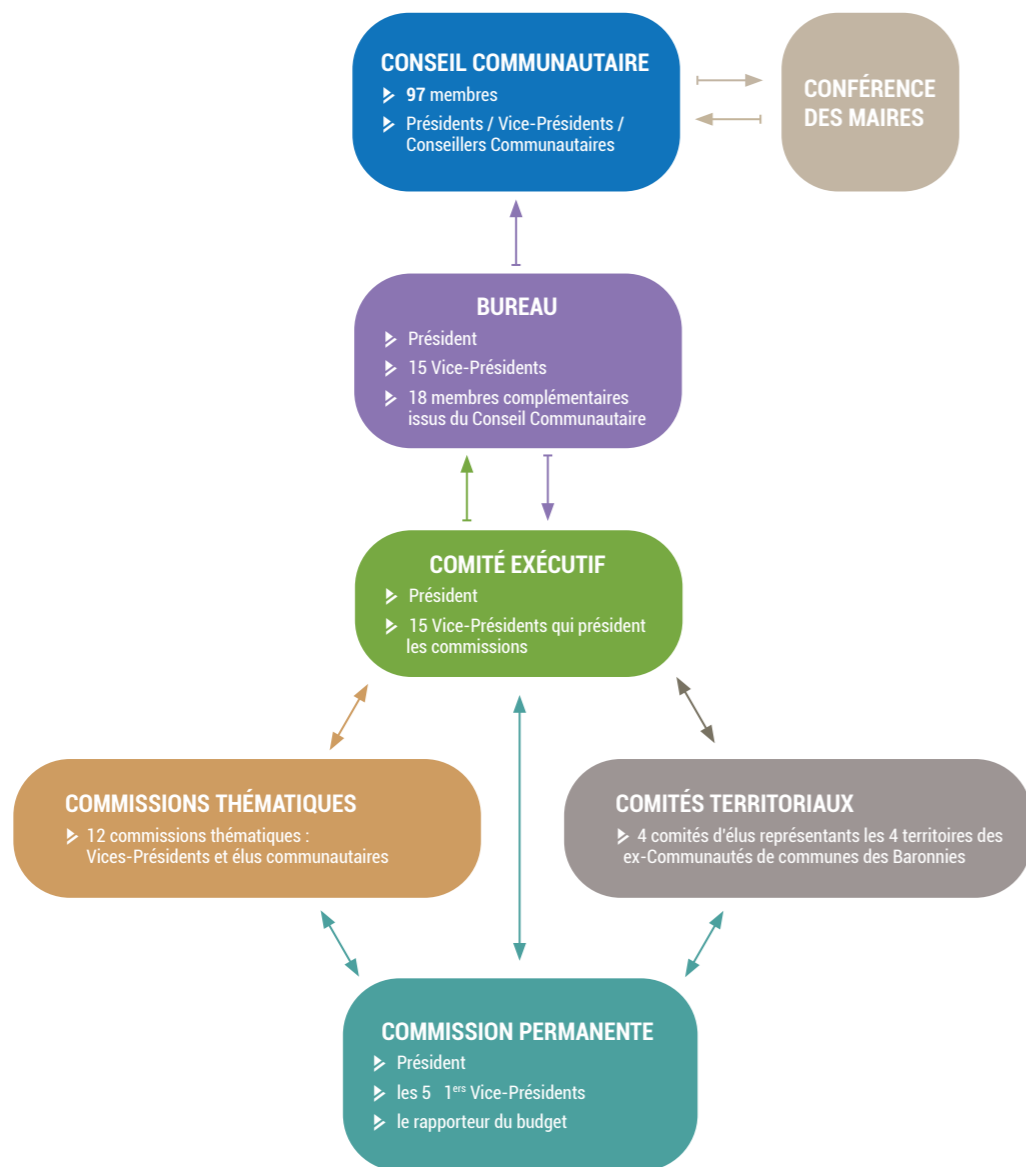 CONSEIL COMMUNAUTAIRE
97 membres
Présidents / Vice-Présidents /
Conseillers Communautaires
CONFÉRENCE
DES MAIRES
BUREAU
Président
15 Vice-Présidents
18 membres complémentaires
issus du Conseil Communautaire
COMITÉ EXÉCUTIF
Président
15 Vice-Présidents qui président
les commissions
COMMISSIONS THÉMATIQUES
12 commissions thématiques :
Vices-Présidents et élus communautaires
COMITÉS TERRITORIAUX
4 comités d'élus représentants les 4 territoires des
ex-Communautés de communes des Baronnies
COMMISSION PERMANENTE
Président
les 5 1ers Vice-Présidents
le rapporteur du budget